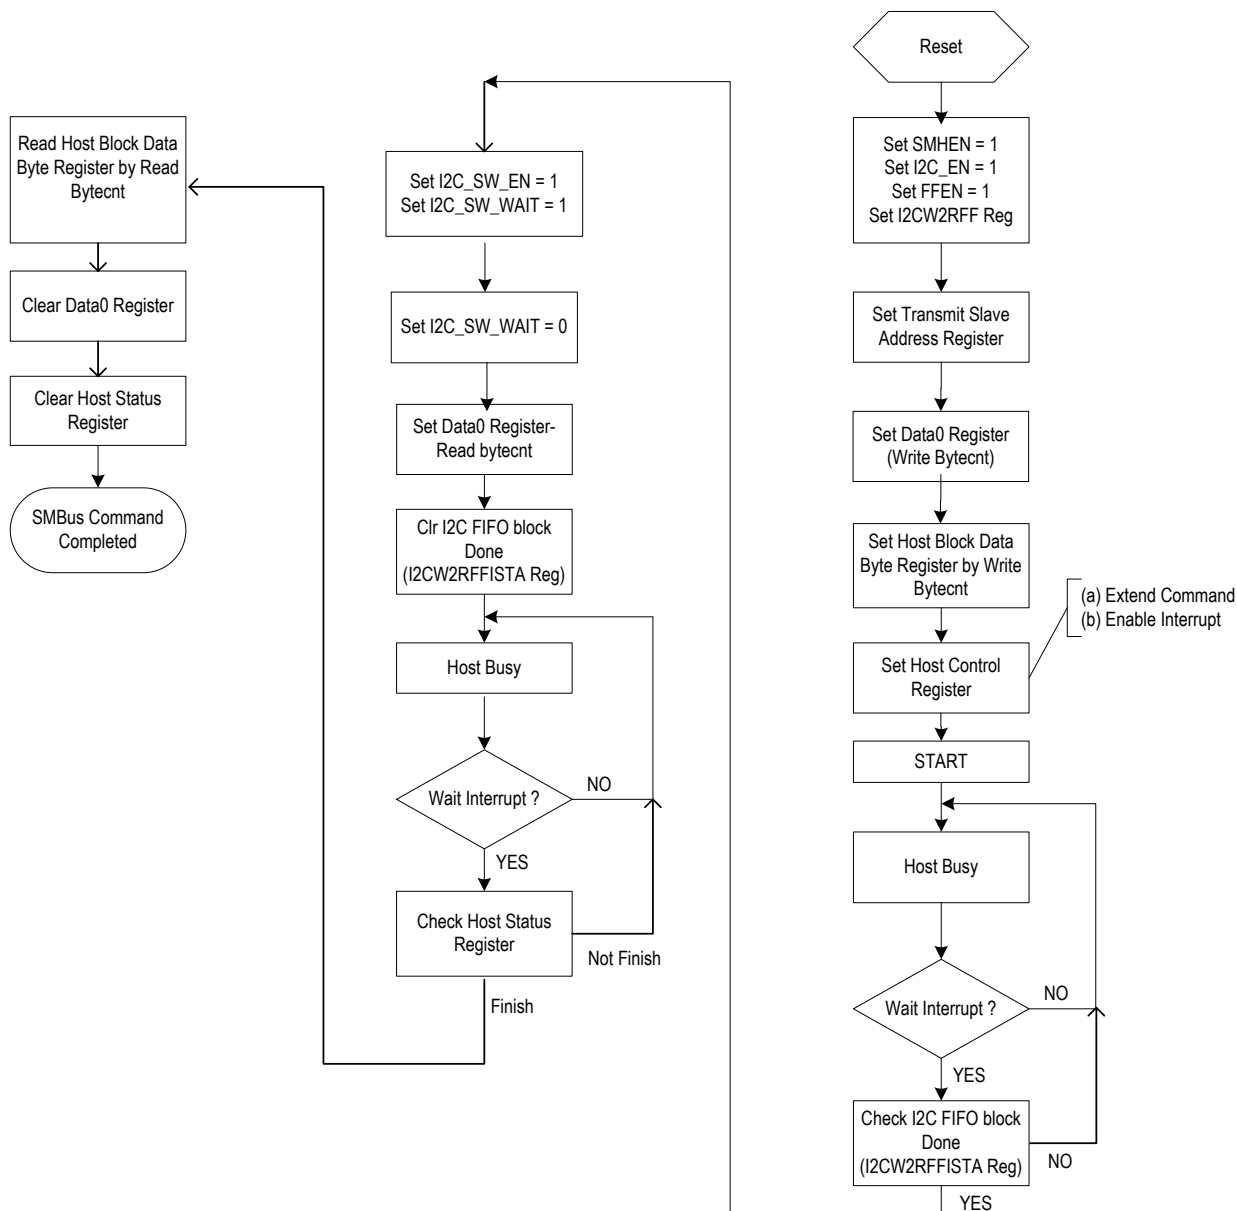 Reset
Set SMHEN = 1
Set I2C_EN = 1
Set FFEN = 1
Set I2CW2RFF Reg
Set Transmit Slave
Address Register
Set Data0 Register
(Write Bytecnt)
Set Host Block Data
Byte Register by Write
Bytecnt
(a) Extend Command
(b) Enable Interrupt
Set Host Control
Register
START
Host Busy
Wait Interrupt ?
NO
YES
Check I2C FIFO block
Done
(I2CW2RFFISTA Reg)
NO
YES
Set I2C_SW_EN = 1
Set I2C_SW_WAIT = 1
Set I2C_SW_WAIT = 0
Set Data0 Register-
Read bytecnt
Clr I2C FIFO block
Done
(I2CW2RFFISTA Reg)
Host Busy
Wait Interrupt ?
NO
YES
Check Host Status
Register
Not Finish
Finish
Read Host Block Data
Byte Register by Read
Bytecnt
Clear Data0 Register
Clear Host Status
Register
SMBus Command
Completed